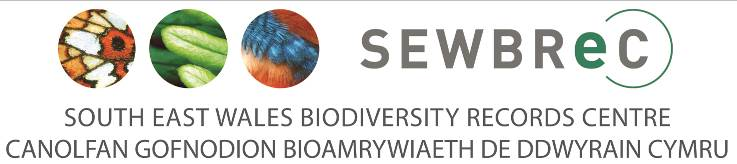 SEWBReC
SOUTH EAST WALES BIODIVERSITY RECORDS CENTRE
CANOLFAN GOFNODION BIOAMRYWIAETH DE DDWYRAIN CYMRU